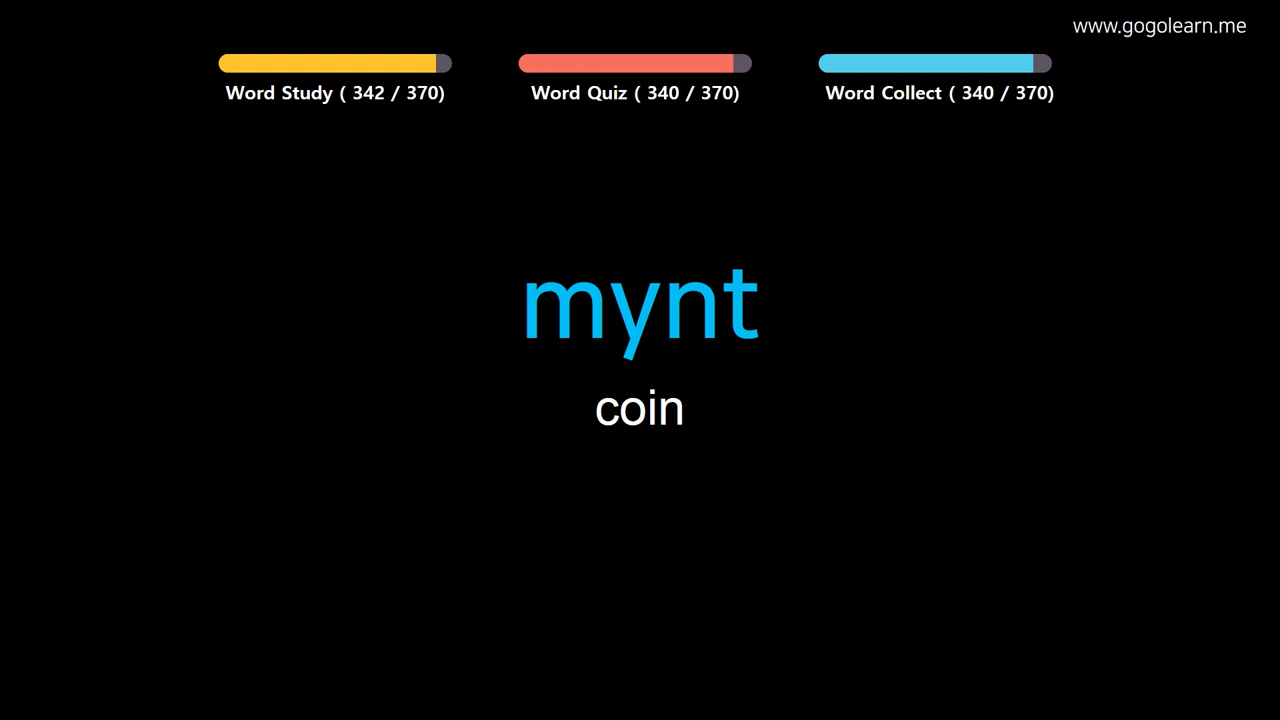 www.gogolearn.me
Word Study ( 342 / 370)
Word Quiz ( 340 / 370)
Word Collect ( 340 / 370)
mynt
coin